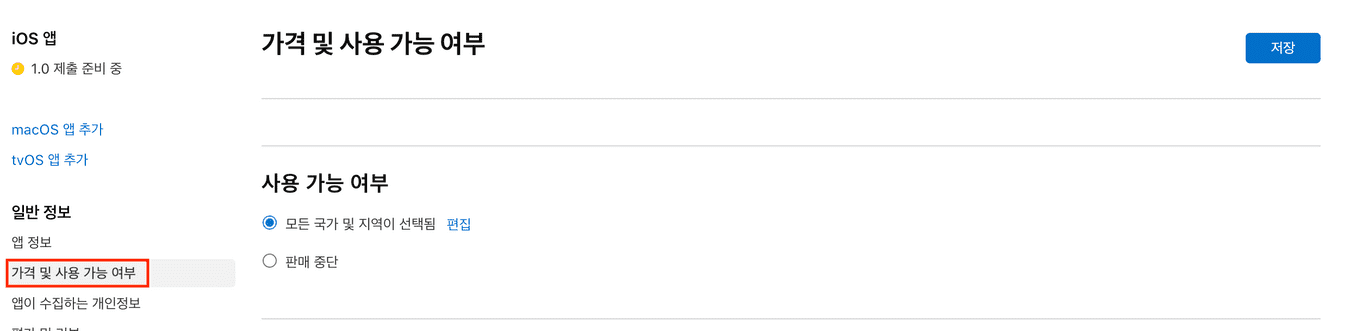 iOS 앱
1.0 제출 준비 중
macOS 앱 추가
tvOS 앱 추가
일반 정보
앱 정보
가격 및 사용 가능 여부
앱이 수집하는 개인정보
가격 및 사용 가능 여부
저장
사용 가능 여부
모든 국가 및 지역이 선택됨 편집
판매 중단